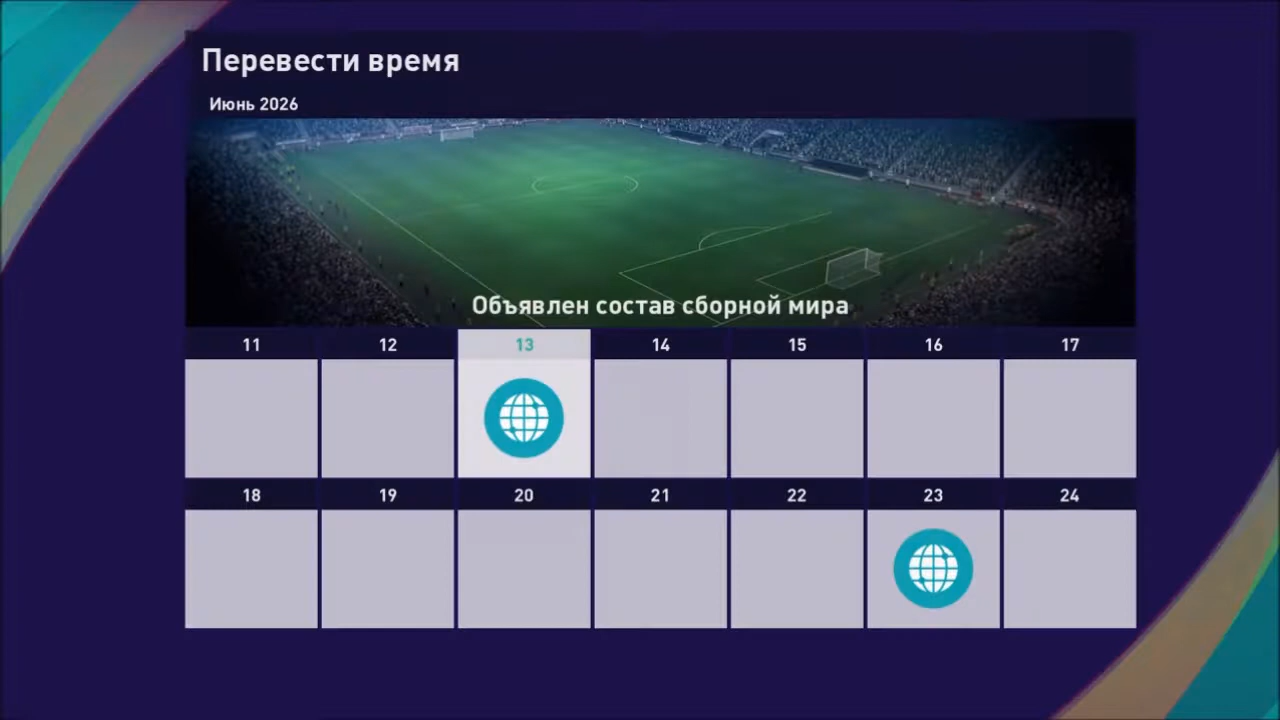 Перевести время
Июнь 2026
Объявлен состав сборной мира
11 12 13 14 15 16 17
18 19 20 21 22 23 24